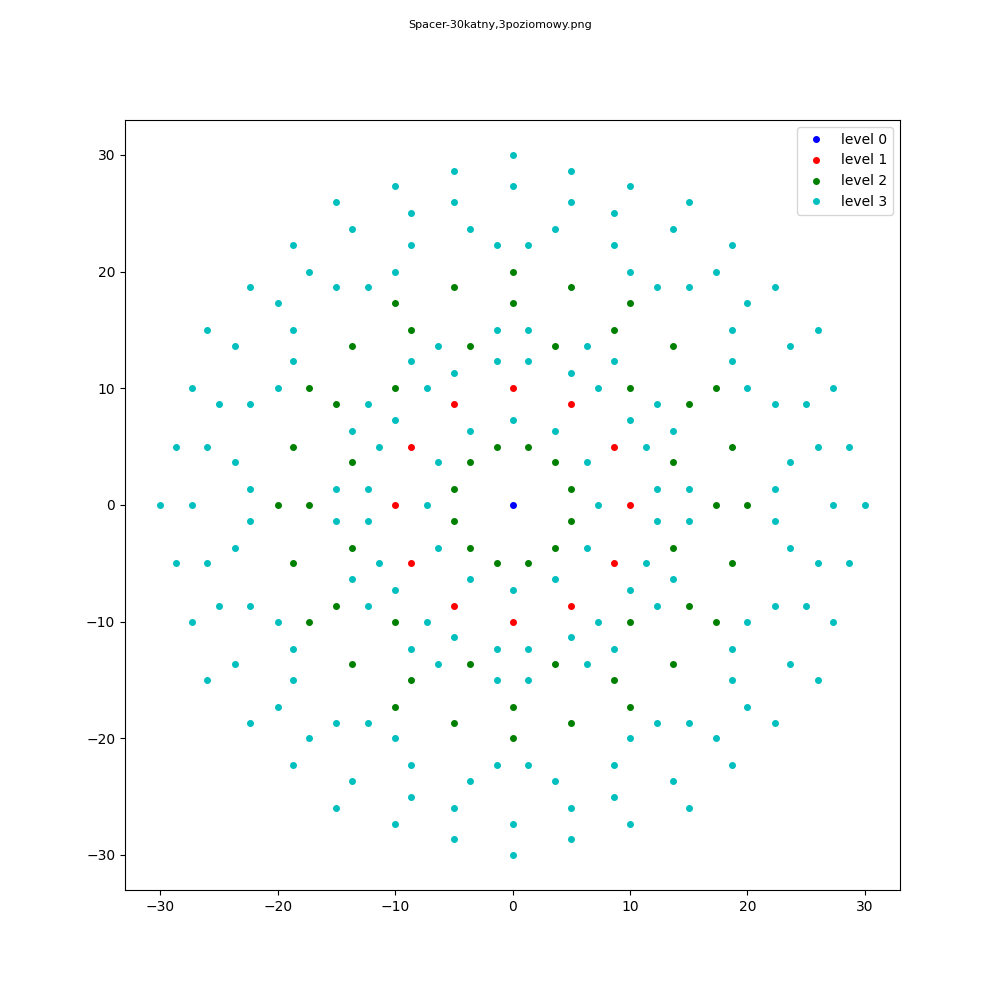 Spacer-30katny,3poziomowy.png
level 0
level 1
level 2
level 3
30
20
10
0
−10
−20
−30
−30 −20 −10 0 10 20 30